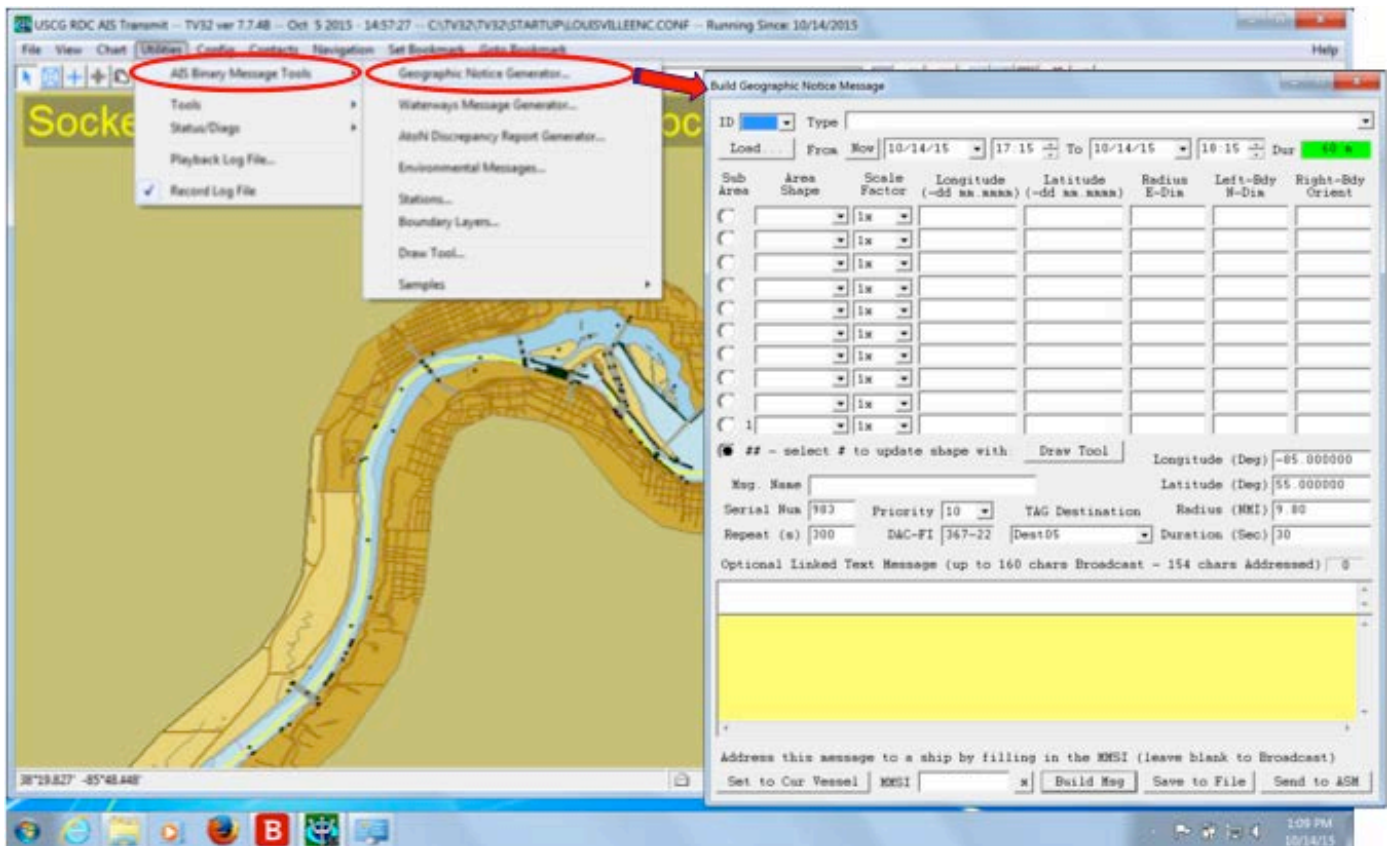 USCG RDC AIS Transmit -- TV32 ver 7.7.48 -- Oct 5 2015 - 14:57:27 -- C:\TV32\TV32\STARTUP\LOUISVILLEENC.CONF -- Running Since: 10/14/2015
File View Chart Utilities Config Contacts Navigation Set Bookmark Goto Bookmark Help
AIS Binary Message Tools
Tools
Status/Diags
Playback Log File...
Record Log File
Geographic Notice Generator...
Waterways Message Generator...
AtoN Discrepancy Report Generator...
Environmental Messages...
Stations...
Boundary Layers...
Draw Tool...
Samples
Socke
oc
Build Geographic Notice Message
ID Type
Load... From Now 10/14/15 17:15 To 10/14/15 18:15 Dur 60 m
Sub Area Area Shape Scale Factor Longitude (-dd mm.mmmm) Latitude (-dd mm.mmmm) Radius E-Dim Left-Bdy N-Dim Right-Bdy Orient
1x
1x
1x
1x
1x
1x
1x
1x
1x
1 1x
## - select # to update shape with: Draw Tool
Longitude (Deg) -85.000000
Msg. Name Latitude (Deg) 55.000000
Serial Num 983 Priority 10 TAG Destination Radius (NMI) 9.80
Repeat (s) 300 DAC-FI 367-22 Dest05 Duration (Sec) 30
Optional Linked Text Message (up to 160 chars Broadcast - 154 chars Addressed) 0
Address this message to a ship by filling in the MMSI (leave blank to Broadcast)
Set to Cur Vessel MMSI x Build Msg Save to File Send to ASM
38°19.827' -85°48.448'
B
1:09 PM
10/14/15